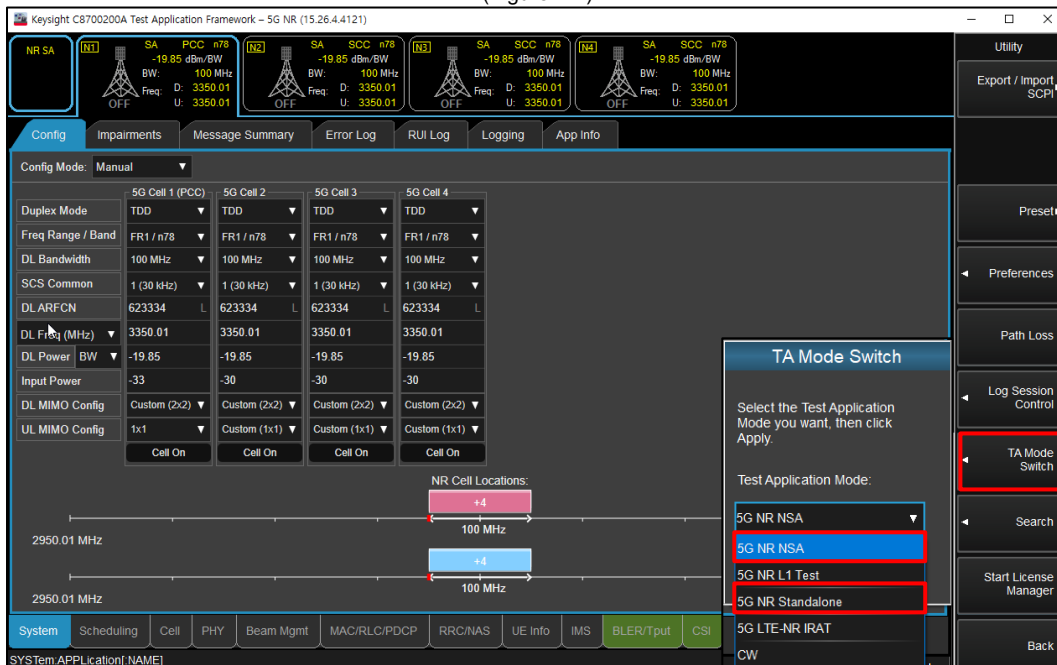 Keysight C8700200A Test Application Framework – 5G NR (15.26.4.4121)
NR SA
N1 SA PCC n78
-19.85 dBm/BW
BW: 100 MHz
Freq: D: 3350.01
U: 3350.01
OFF
N2 SA SCC n78
-19.85 dBm/BW
BW: 100 MHz
Freq: D: 3350.01
U: 3350.01
OFF
N3 SA SCC n78
-19.85 dBm/BW
BW: 100 MHz
Freq: D: 3350.01
U: 3350.01
OFF
N4 SA SCC n78
-19.85 dBm/BW
BW: 100 MHz
Freq: D: 3350.01
U: 3350.01
OFF
Config Impairments Message Summary Error Log RUI Log Logging App Info
Config Mode: Manual
5G Cell 1 (PCC) 5G Cell 2 5G Cell 3 5G Cell 4
Duplex Mode TDD TDD TDD TDD
Freq Range / Band FR1 / n78 FR1 / n78 FR1 / n78 FR1 / n78
DL Bandwidth 100 MHz 100 MHz 100 MHz 100 MHz
SCS Common 1 (30 kHz) 1 (30 kHz) 1 (30 kHz) 1 (30 kHz)
DL ARFCN 623334 L 623334 L 623334 L 623334 L
DL Freq (MHz) 3350.01 3350.01 3350.01 3350.01
DL Power BW -19.85 -19.85 -19.85 -19.85
Input Power -33 -30 -30 -30
DL MIMO Config Custom (2x2) Custom (2x2) Custom (2x2) Custom (2x2)
UL MIMO Config 1x1 Custom (1x1) Custom (1x1) Custom (1x1)
Cell On Cell On Cell On Cell On
NR Cell Locations:
+4
100 MHz
2950.01 MHz
+4
100 MHz
2950.01 MHz
System Scheduling Cell PHY Beam Mgmt MAC/RLC/PDCP RRC/NAS UE Info IMS BLER/Tput CSI
SYSTem:APPLication[:NAME]
TA Mode Switch
Select the Test Application
Mode you want, then click
Apply.
Test Application Mode:
5G NR NSA
5G NR NSA
5G NR L1 Test
5G NR Standalone
5G LTE-NR IRAT
CW
Utility
Export / Import
SCPI
Preset
Preferences
Path Loss
Log Session
Control
TA Mode
Switch
Search
Start License
Manager
Back